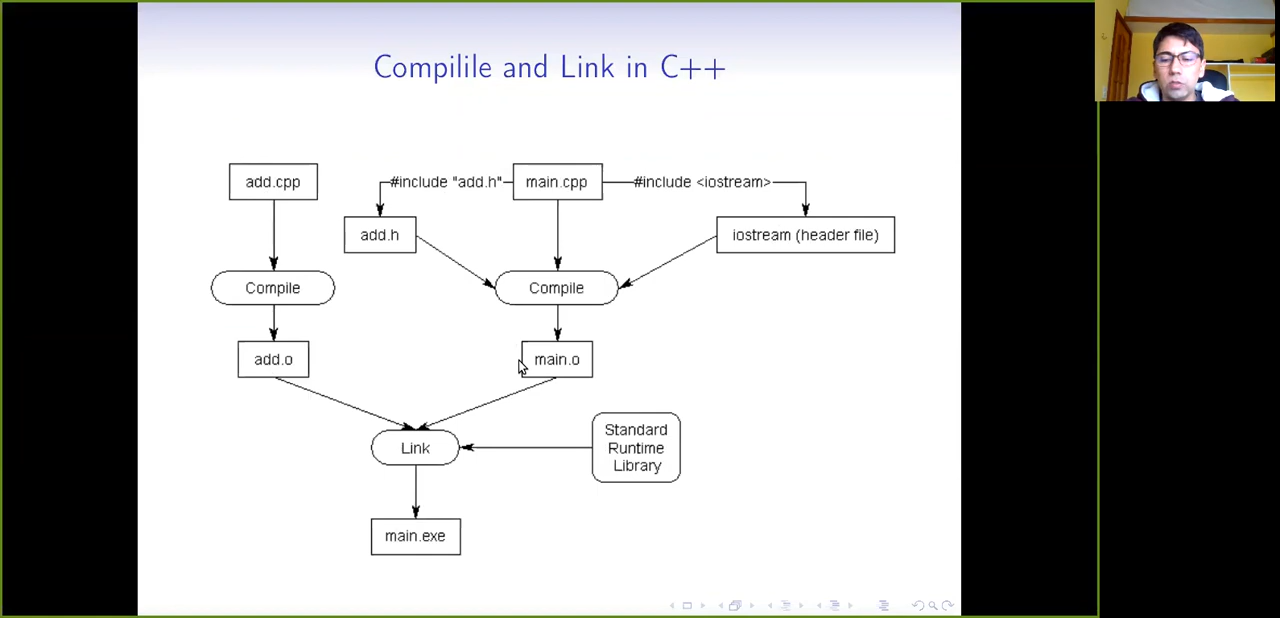 Compilile and Link in C++
add.cpp
#include "add.h"
main.cpp
#include <iostream>
add.h
iostream (header file)
Compile
Compile
add.o
main.o
Standard
Runtime
Library
Link
main.exe